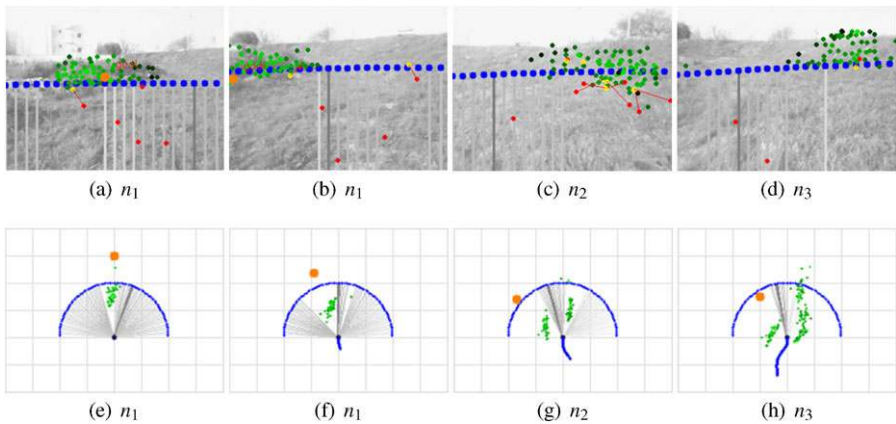 (a) n₁
(b) n₁
(c) n₂
(d) n₃
(e) n₁
(f) n₁
(g) n₂
(h) n₃